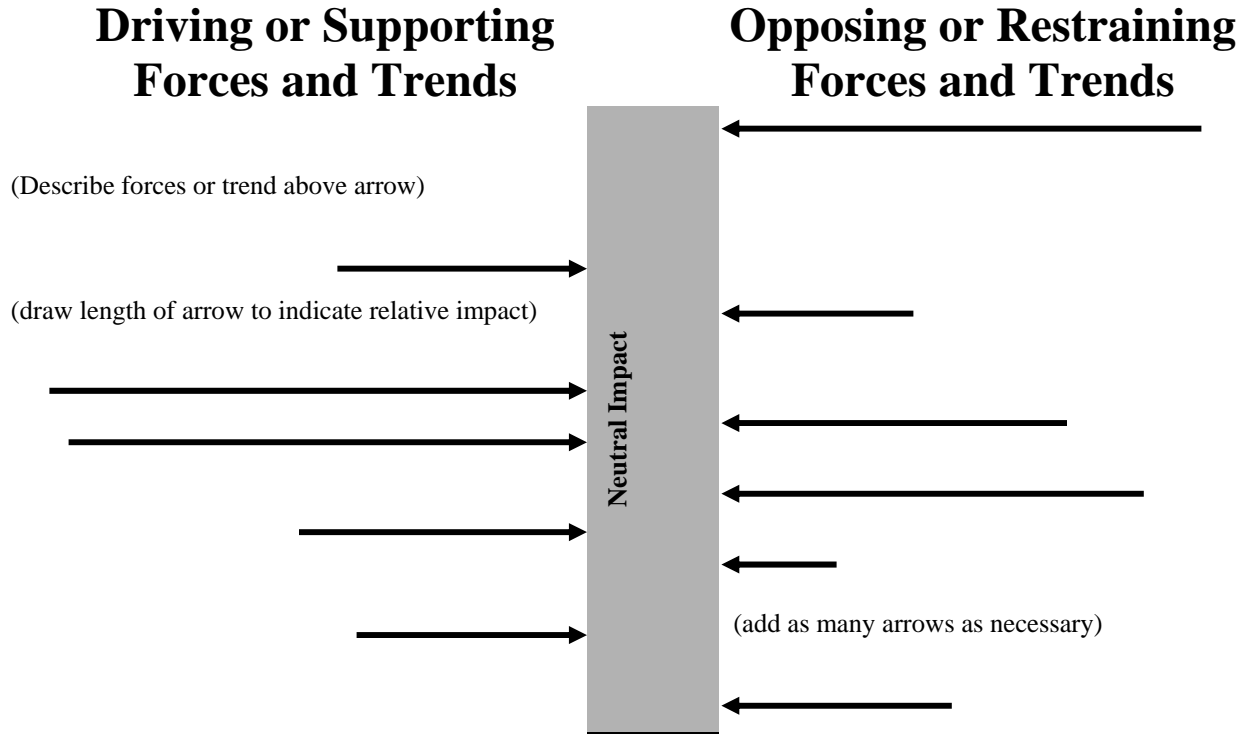 Driving or Supporting
Forces and Trends
Opposing or Restraining
Forces and Trends
(Describe forces or trend above arrow)
(draw length of arrow to indicate relative impact)
Neutral Impact
(add as many arrows as necessary)